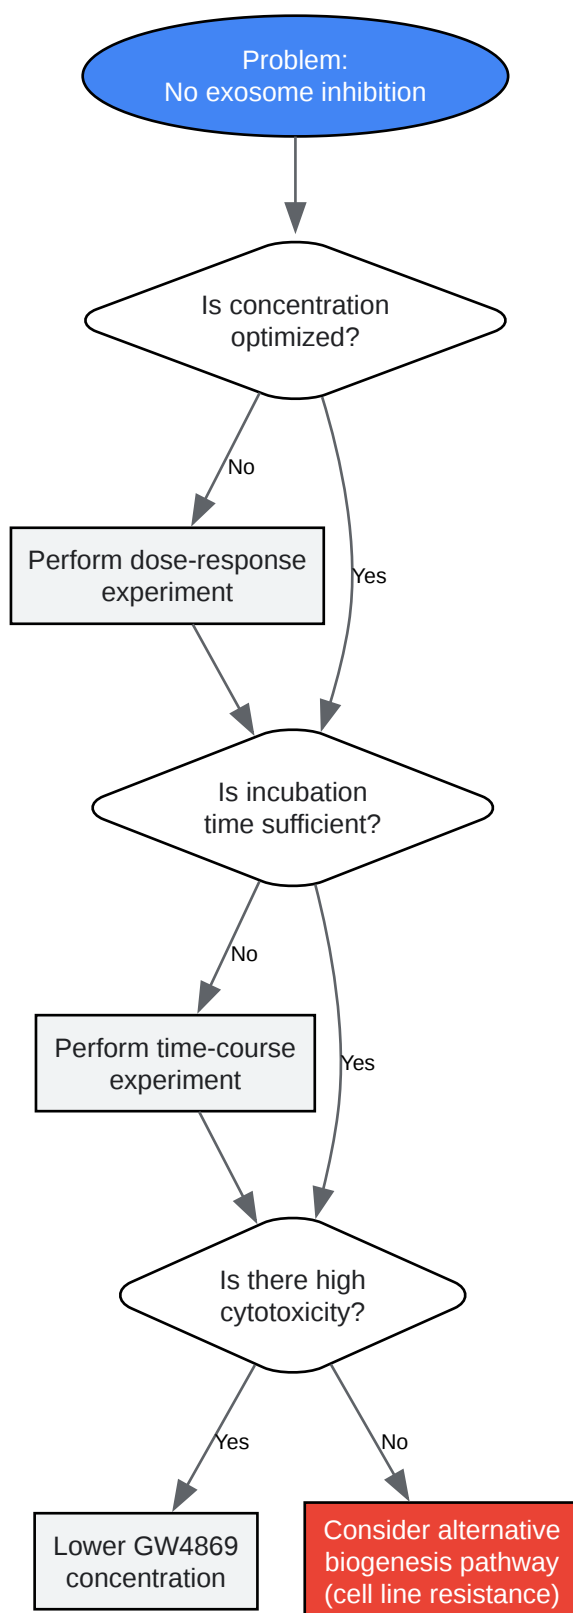 Problem:
No exosome inhibition
Is concentration
optimized?
No
Perform dose-response
experiment
Yes
Is incubation
time sufficient?
No
Perform time-course
experiment
Yes
Is there high
cytotoxicity?
Yes
No
Lower GW4869
concentration
Consider alternative
biogenesis pathway
(cell line resistance)